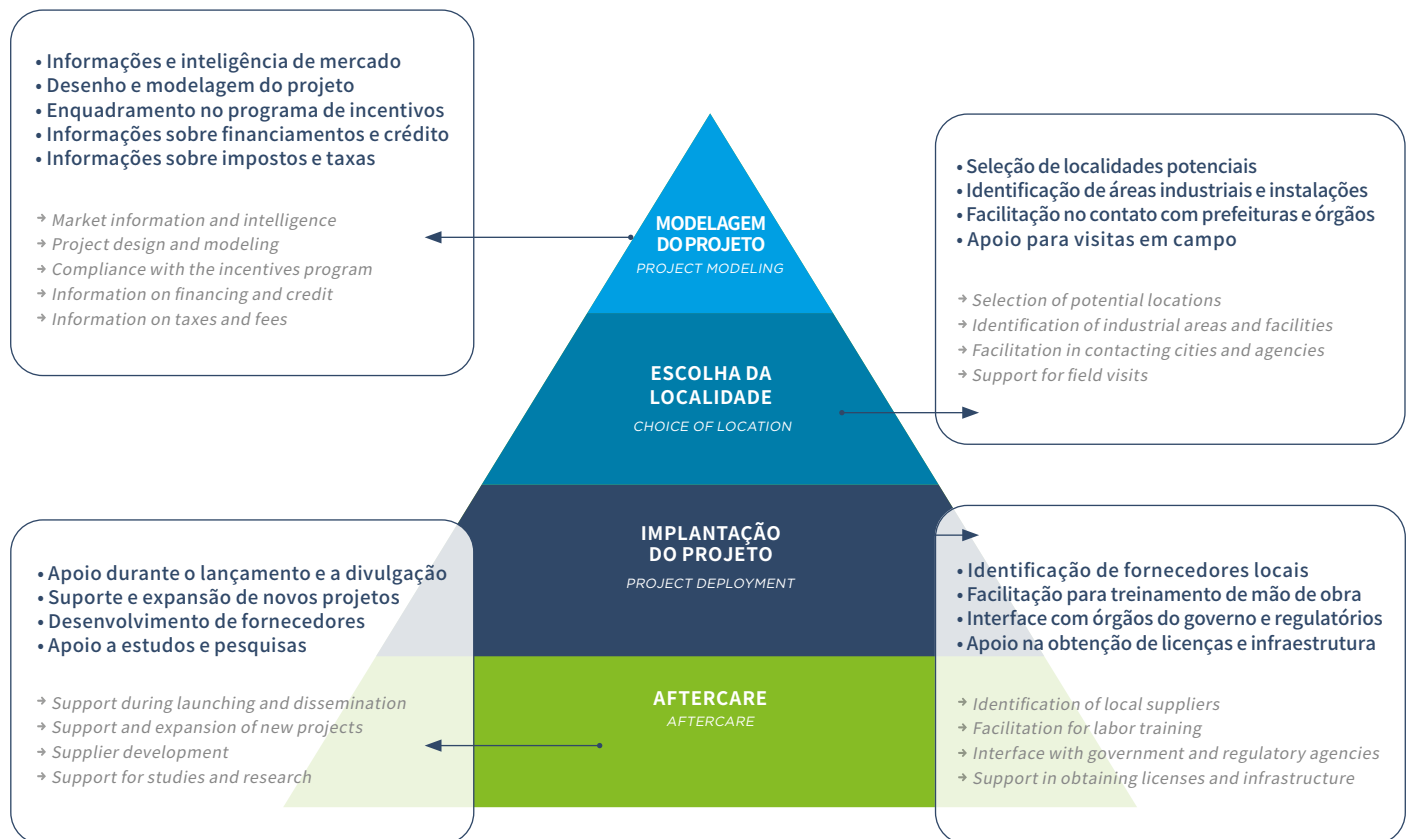 • Informações e inteligência de mercado
• Desenho e modelagem do projeto
• Enquadramento no programa de incentivos
• Informações sobre financiamentos e crédito
• Informações sobre impostos e taxas
→ Market information and intelligence
→ Project design and modeling
→ Compliance with the incentives program
→ Information on financing and credit
→ Information on taxes and fees
MODELAGEM
DO PROJETO
PROJECT MODELING
• Seleção de localidades potenciais
• Identificação de áreas industriais e instalações
• Facilitação no contato com prefeituras e órgãos
• Apoio para visitas em campo
→ Selection of potential locations
→ Identification of industrial areas and facilities
→ Facilitation in contacting cities and agencies
→ Support for field visits
ESCOLHA DA
LOCALIDADE
CHOICE OF LOCATION
IMPLANTAÇÃO
DO PROJETO
PROJECT DEPLOYMENT
• Apoio durante o lançamento e a divulgação
• Suporte e expansão de novos projetos
• Desenvolvimento de fornecedores
• Apoio a estudos e pesquisas
→ Support during launching and dissemination
→ Support and expansion of new projects
→ Supplier development
→ Support for studies and research
AFTERCARE
AFTERCARE
• Identificação de fornecedores locais
• Facilitação para treinamento de mão de obra
• Interface com órgãos do governo e regulatórios
• Apoio na obtenção de licenças e infraestrutura
→ Identification of local suppliers
→ Facilitation for labor training
→ Interface with government and regulatory agencies
→ Support in obtaining licenses and infrastructure